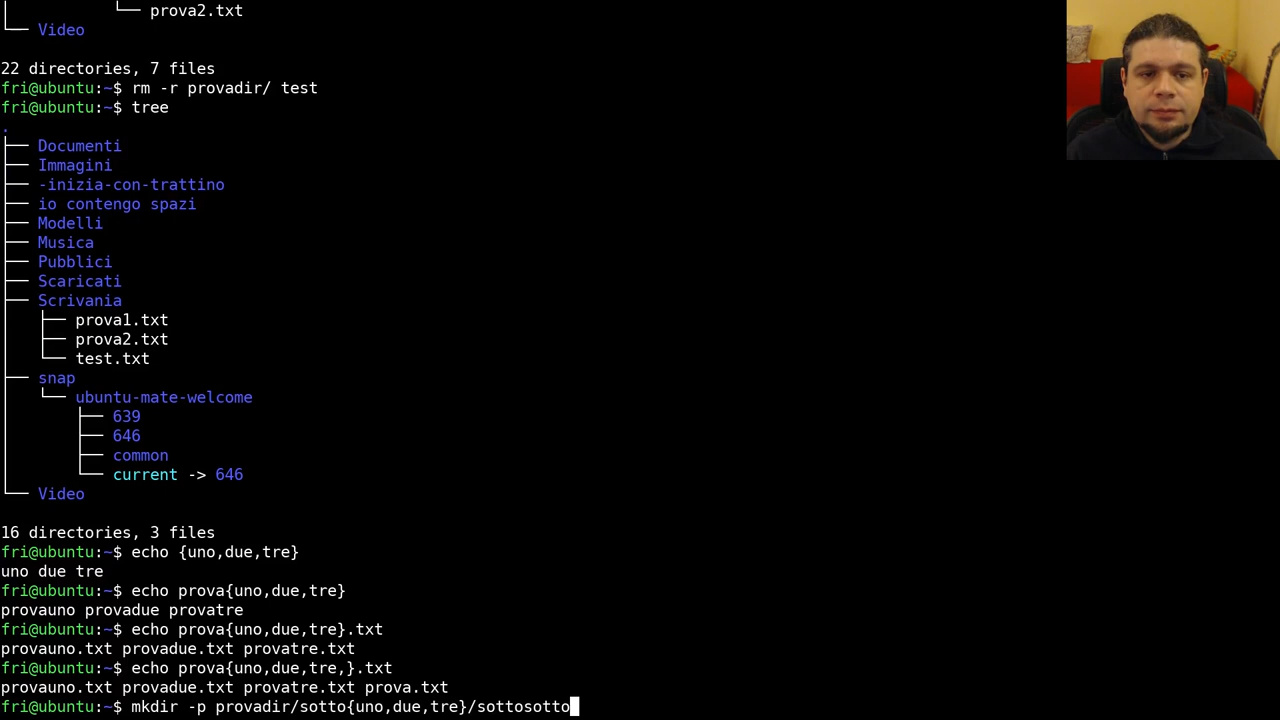 │           └── prova2.txt
└── Video

22 directories, 7 files
fri@ubuntu:~$ rm -r provadir/ test
fri@ubuntu:~$ tree
.
├── Documenti
├── Immagini
├── -inizia-con-trattino
├── io contengo spazi
├── Modelli
├── Musica
├── Pubblici
├── Scaricati
├── Scrivania
│   ├── prova1.txt
│   ├── prova2.txt
│   └── test.txt
├── snap
│   └── ubuntu-mate-welcome
│       ├── 639
│       ├── 646
│       ├── common
│       └── current -> 646
└── Video

16 directories, 3 files
fri@ubuntu:~$ echo {uno,due,tre}
uno due tre
fri@ubuntu:~$ echo prova{uno,due,tre}
provauno provadue provatre
fri@ubuntu:~$ echo prova{uno,due,tre}.txt
provauno.txt provadue.txt provatre.txt
fri@ubuntu:~$ echo prova{uno,due,tre,}.txt
provauno.txt provadue.txt provatre.txt prova.txt
fri@ubuntu:~$ mkdir -p provadir/sotto{uno,due,tre}/sottosotto